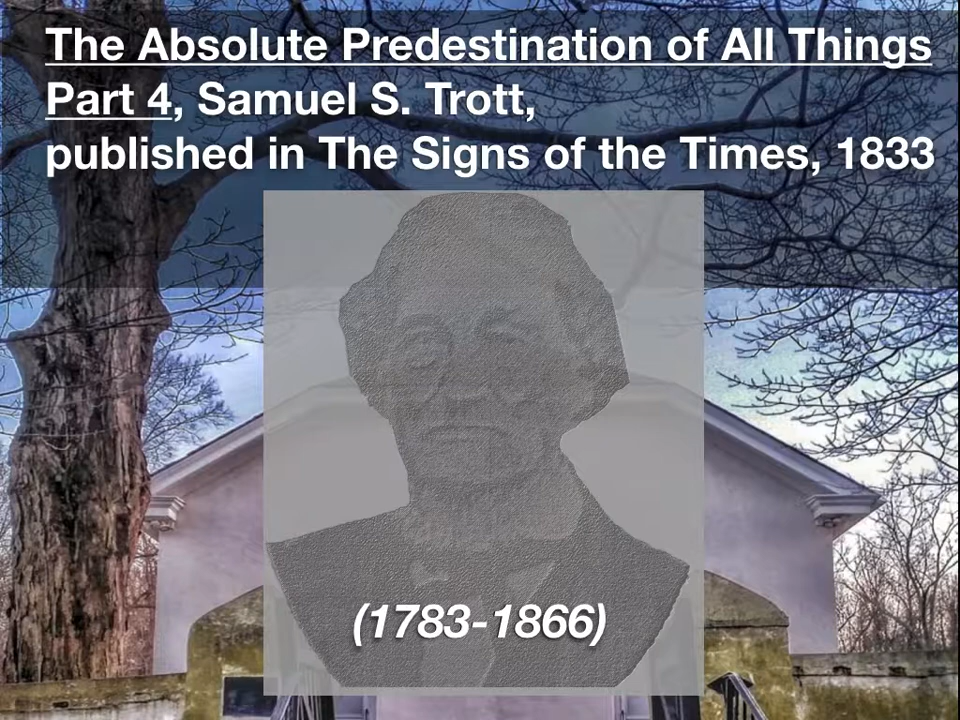 The Absolute Predestination of All Things
Part 4, Samuel S. Trott,
published in The Signs of the Times, 1833
(1783-1866)